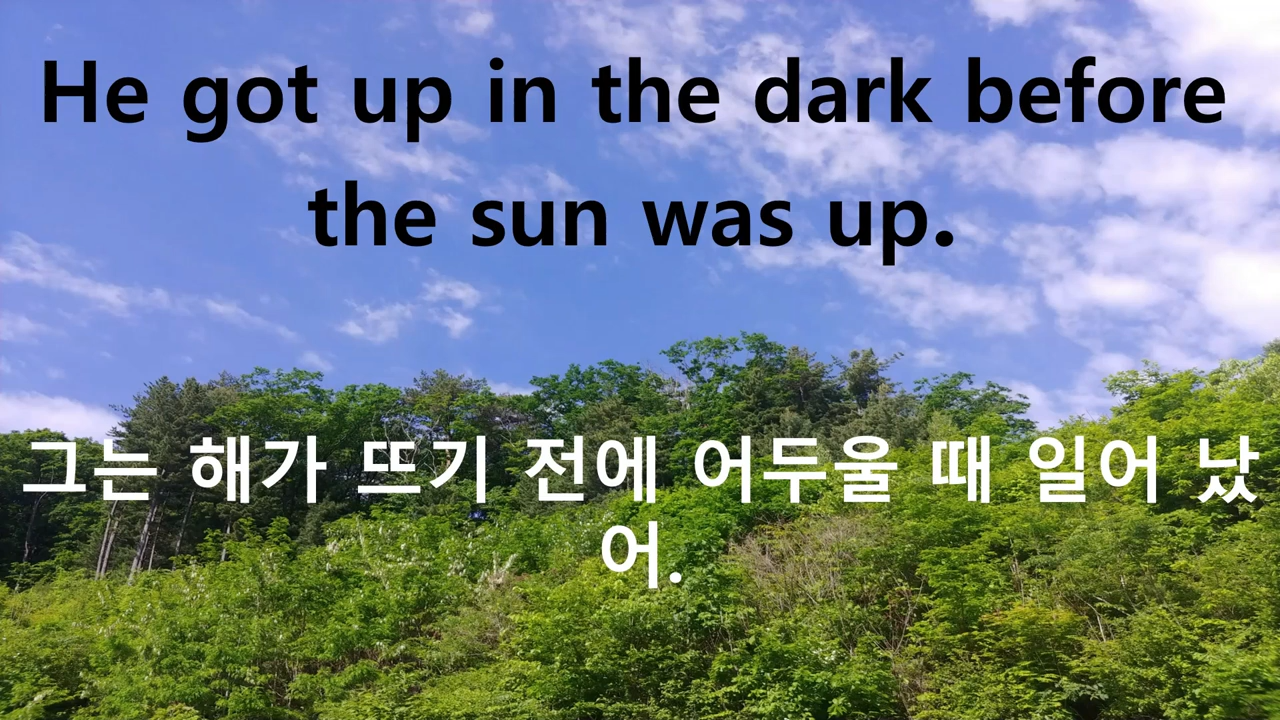 He got up in the dark before
the sun was up.
그는 해가 뜨기 전에 어두울 때 일어 났
어.